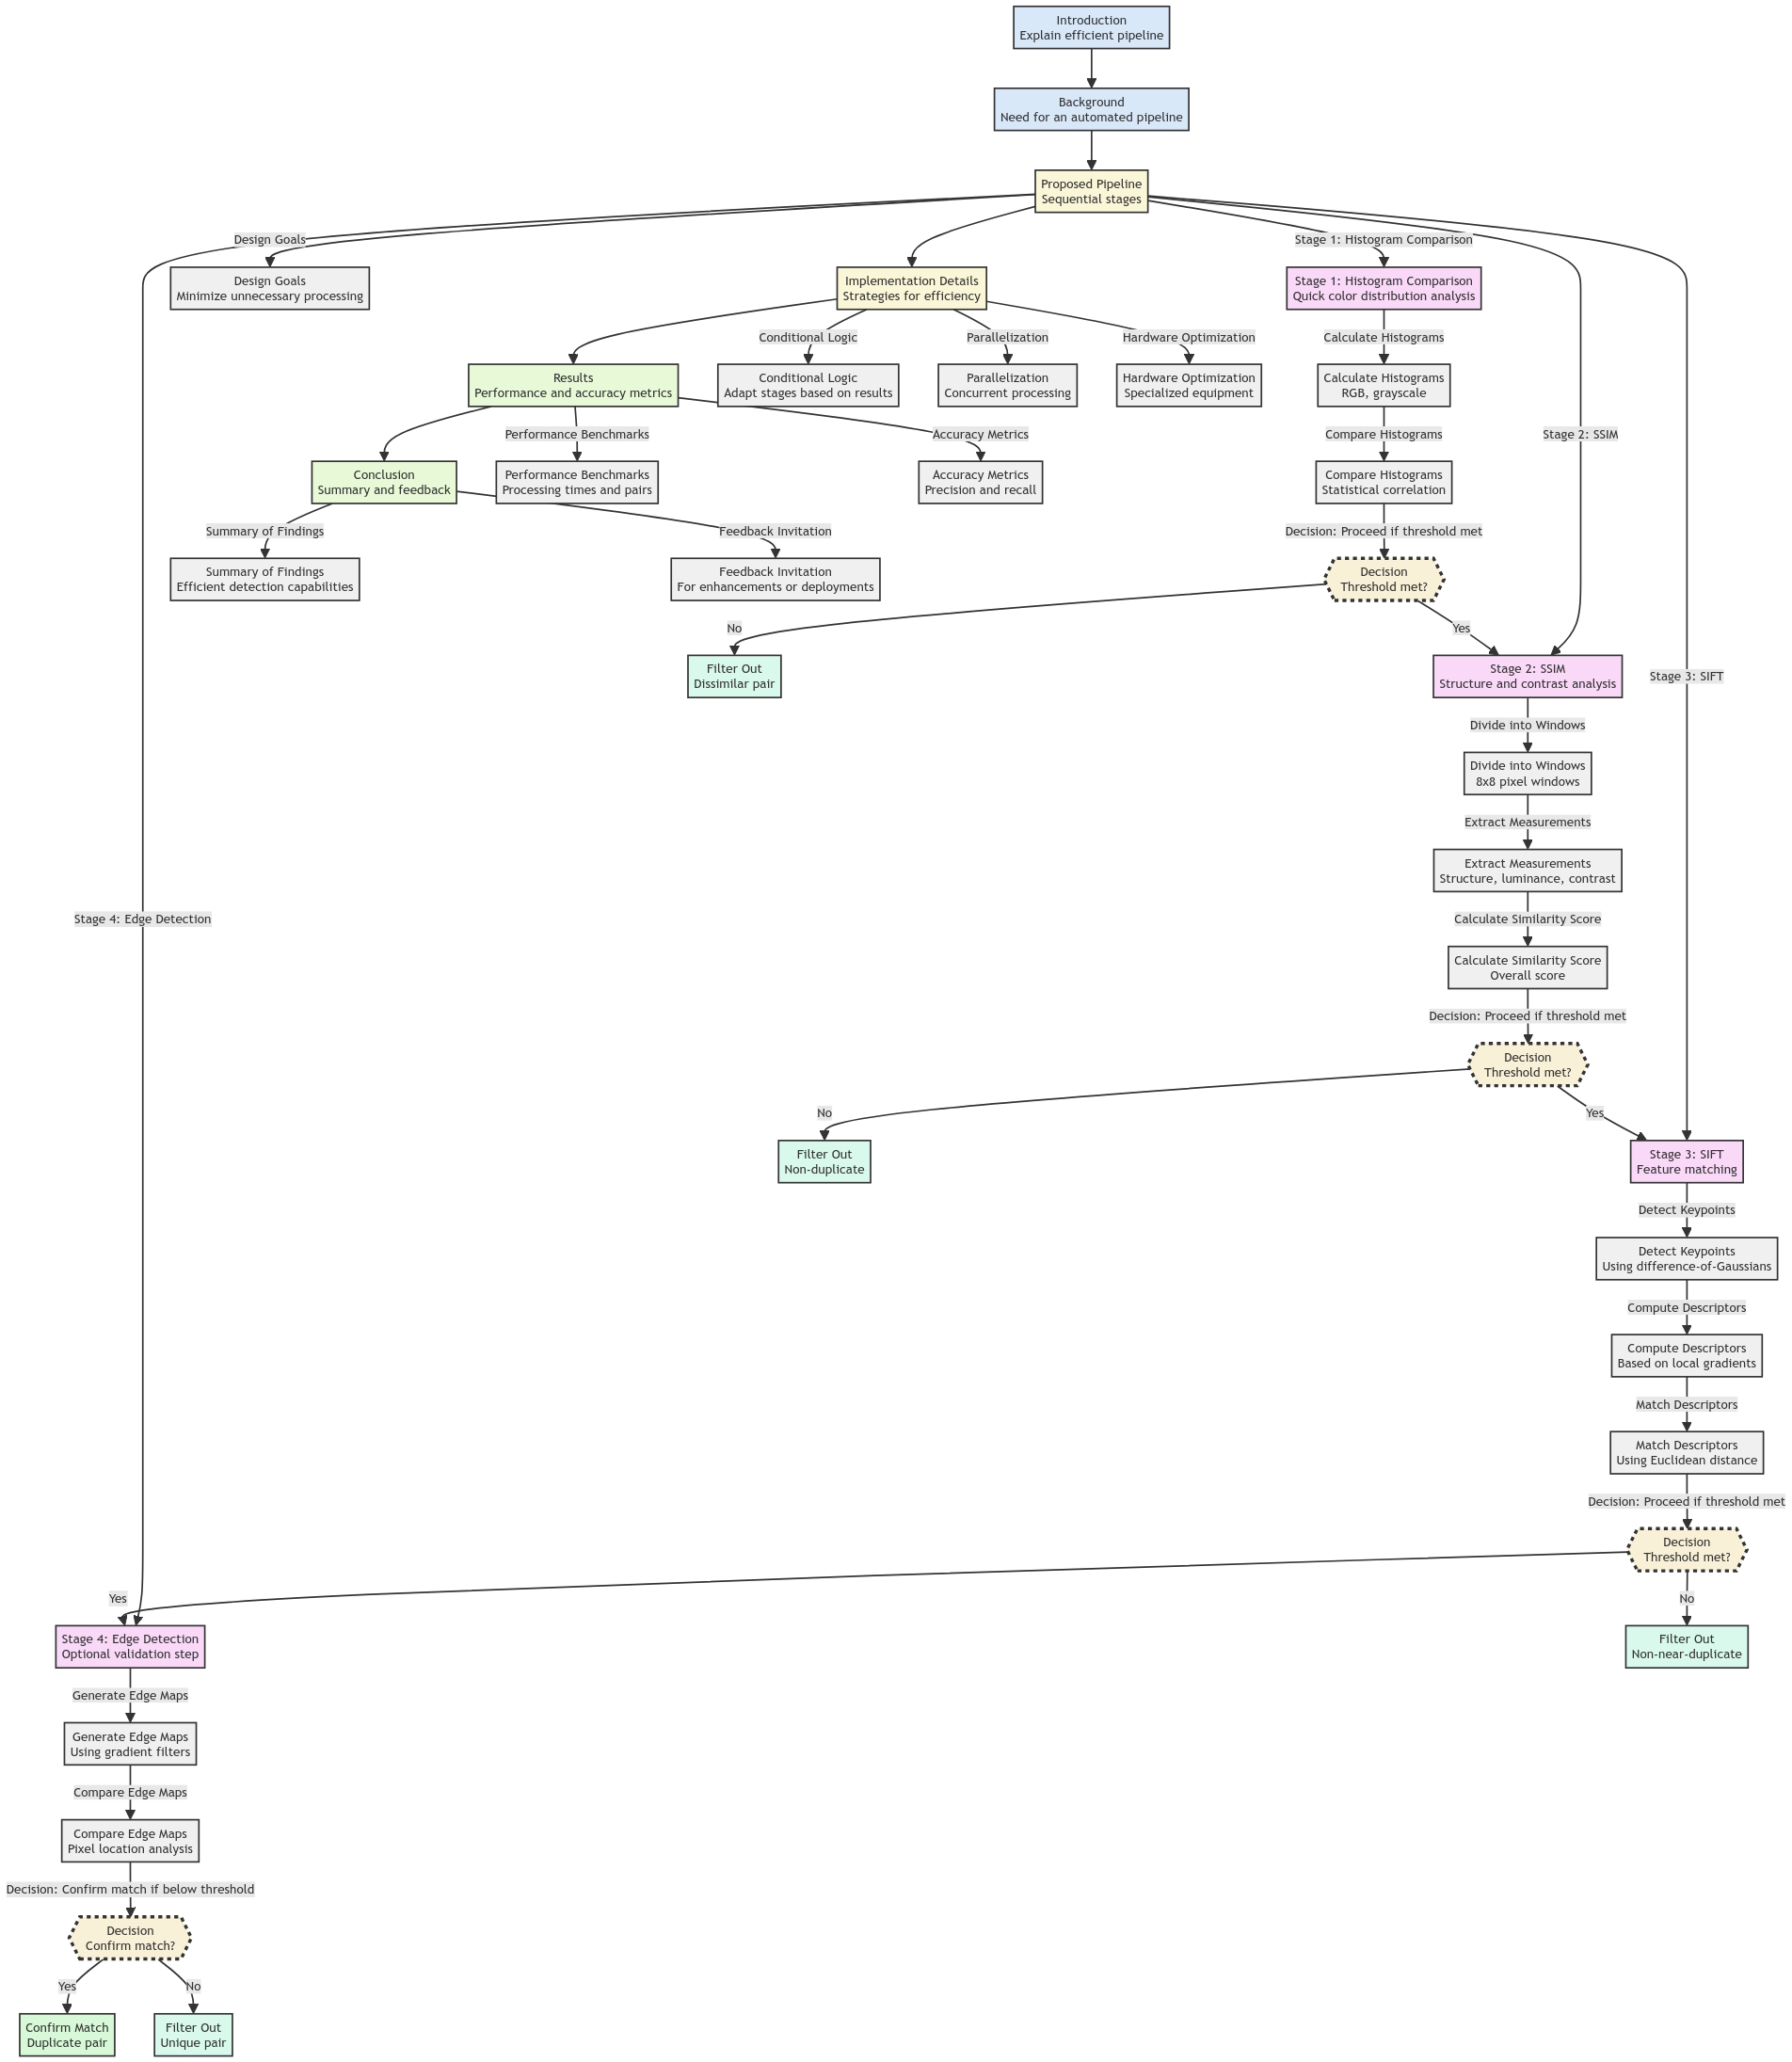 Introduction
Explain efficient pipeline
Background
Need for an automated pipeline
Proposed Pipeline
Sequential stages
Design Goals
Stage 1: Histogram Comparison
Design Goals
Minimize unnecessary processing
Implementation Details
Strategies for efficiency
Stage 1: Histogram Comparison
Quick color distribution analysis
Conditional Logic
Parallelization
Hardware Optimization
Calculate Histograms
Results
Performance and accuracy metrics
Conditional Logic
Adapt stages based on results
Parallelization
Concurrent processing
Hardware Optimization
Specialized equipment
Calculate Histograms
RGB, grayscale
Performance Benchmarks
Accuracy Metrics
Compare Histograms
Stage 2: SSIM
Conclusion
Summary and feedback
Performance Benchmarks
Processing times and pairs
Accuracy Metrics
Precision and recall
Compare Histograms
Statistical correlation
Summary of Findings
Feedback Invitation
Decision: Proceed if threshold met
Summary of Findings
Efficient detection capabilities
Feedback Invitation
For enhancements or deployments
Decision
Threshold met?
No
Yes
Filter Out
Dissimilar pair
Stage 2: SSIM
Structure and contrast analysis
Stage 3: SIFT
Divide into Windows
Divide into Windows
8x8 pixel windows
Extract Measurements
Extract Measurements
Structure, luminance, contrast
Stage 4: Edge Detection
Calculate Similarity Score
Calculate Similarity Score
Overall score
Decision: Proceed if threshold met
Decision
Threshold met?
No
Yes
Filter Out
Non-duplicate
Stage 3: SIFT
Feature matching
Detect Keypoints
Detect Keypoints
Using difference-of-Gaussians
Compute Descriptors
Compute Descriptors
Based on local gradients
Match Descriptors
Match Descriptors
Using Euclidean distance
Decision: Proceed if threshold met
Decision
Threshold met?
Yes
No
Stage 4: Edge Detection
Optional validation step
Filter Out
Non-near-duplicate
Generate Edge Maps
Generate Edge Maps
Using gradient filters
Compare Edge Maps
Compare Edge Maps
Pixel location analysis
Decision: Confirm match if below threshold
Decision
Confirm match?
Yes
No
Confirm Match
Duplicate pair
Filter Out
Unique pair